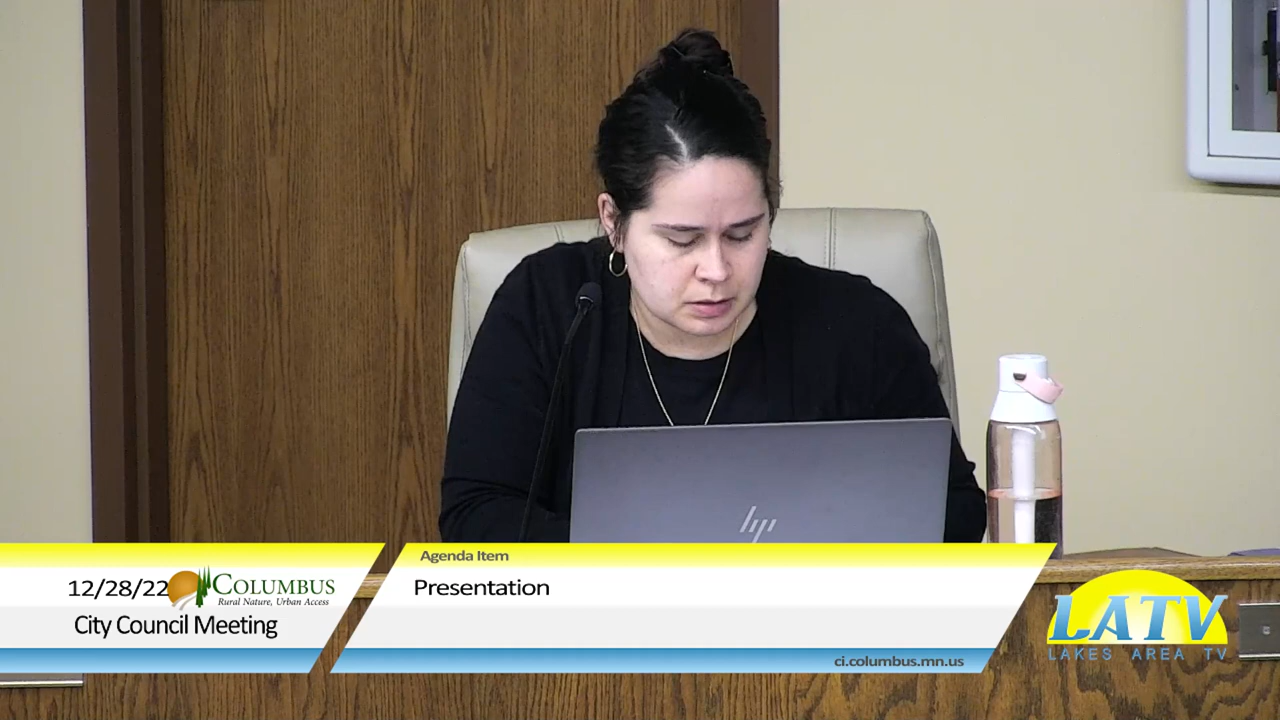 hp
12/28/22
COLUMBUS
Rural Nature, Urban Access
City Council Meeting
Agenda Item
Presentation
ci.columbus.mn.us
LATV
LAKES AREA TV